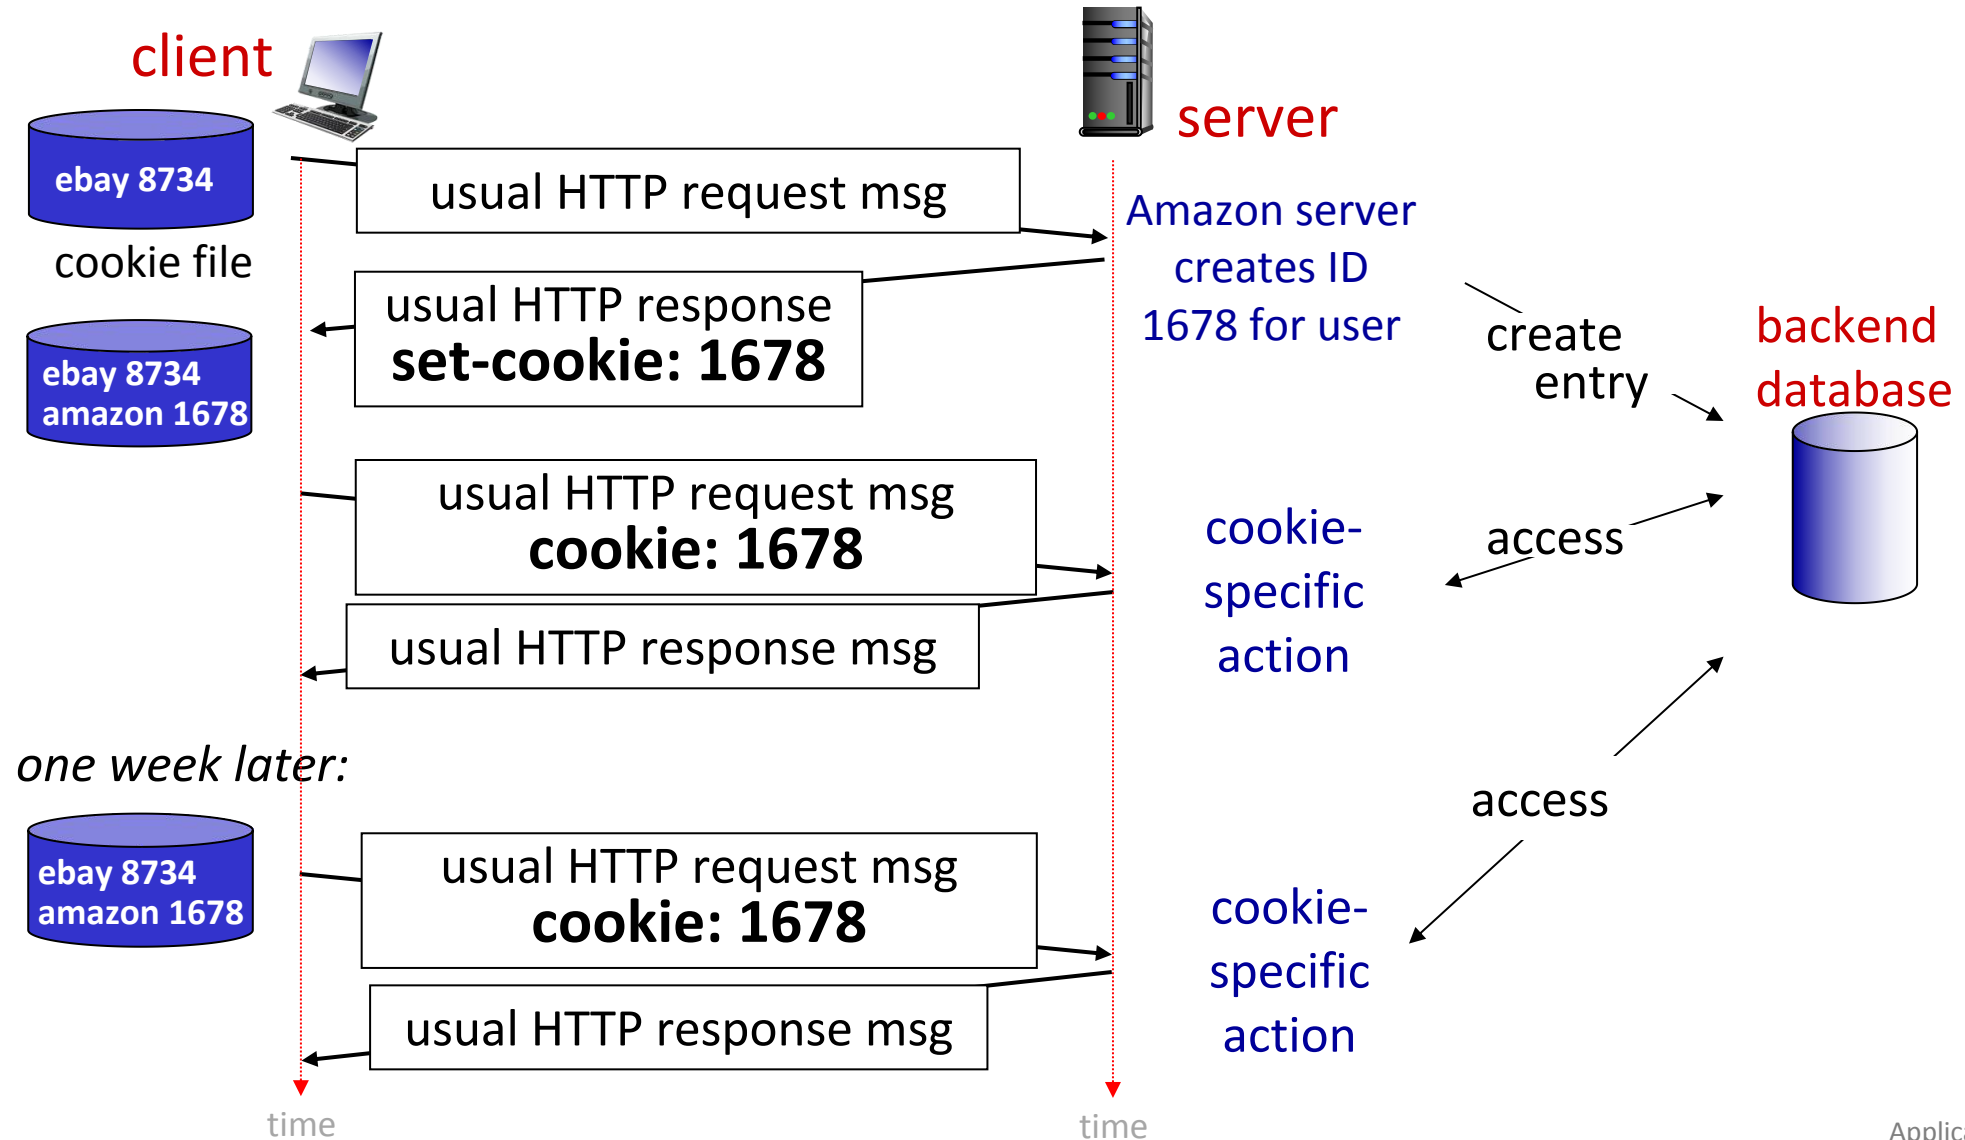 client
server
ebay 8734
cookie file
usual HTTP request msg
Amazon server
creates ID
1678 for user
usual HTTP response
set-cookie: 1678
create
entry
backend
database
ebay 8734
amazon 1678
usual HTTP request msg
cookie: 1678
cookie-
specific
action
access
usual HTTP response msg
one week later:
access
ebay 8734
amazon 1678
usual HTTP request msg
cookie: 1678
cookie-
specific
action
usual HTTP response msg
time
time